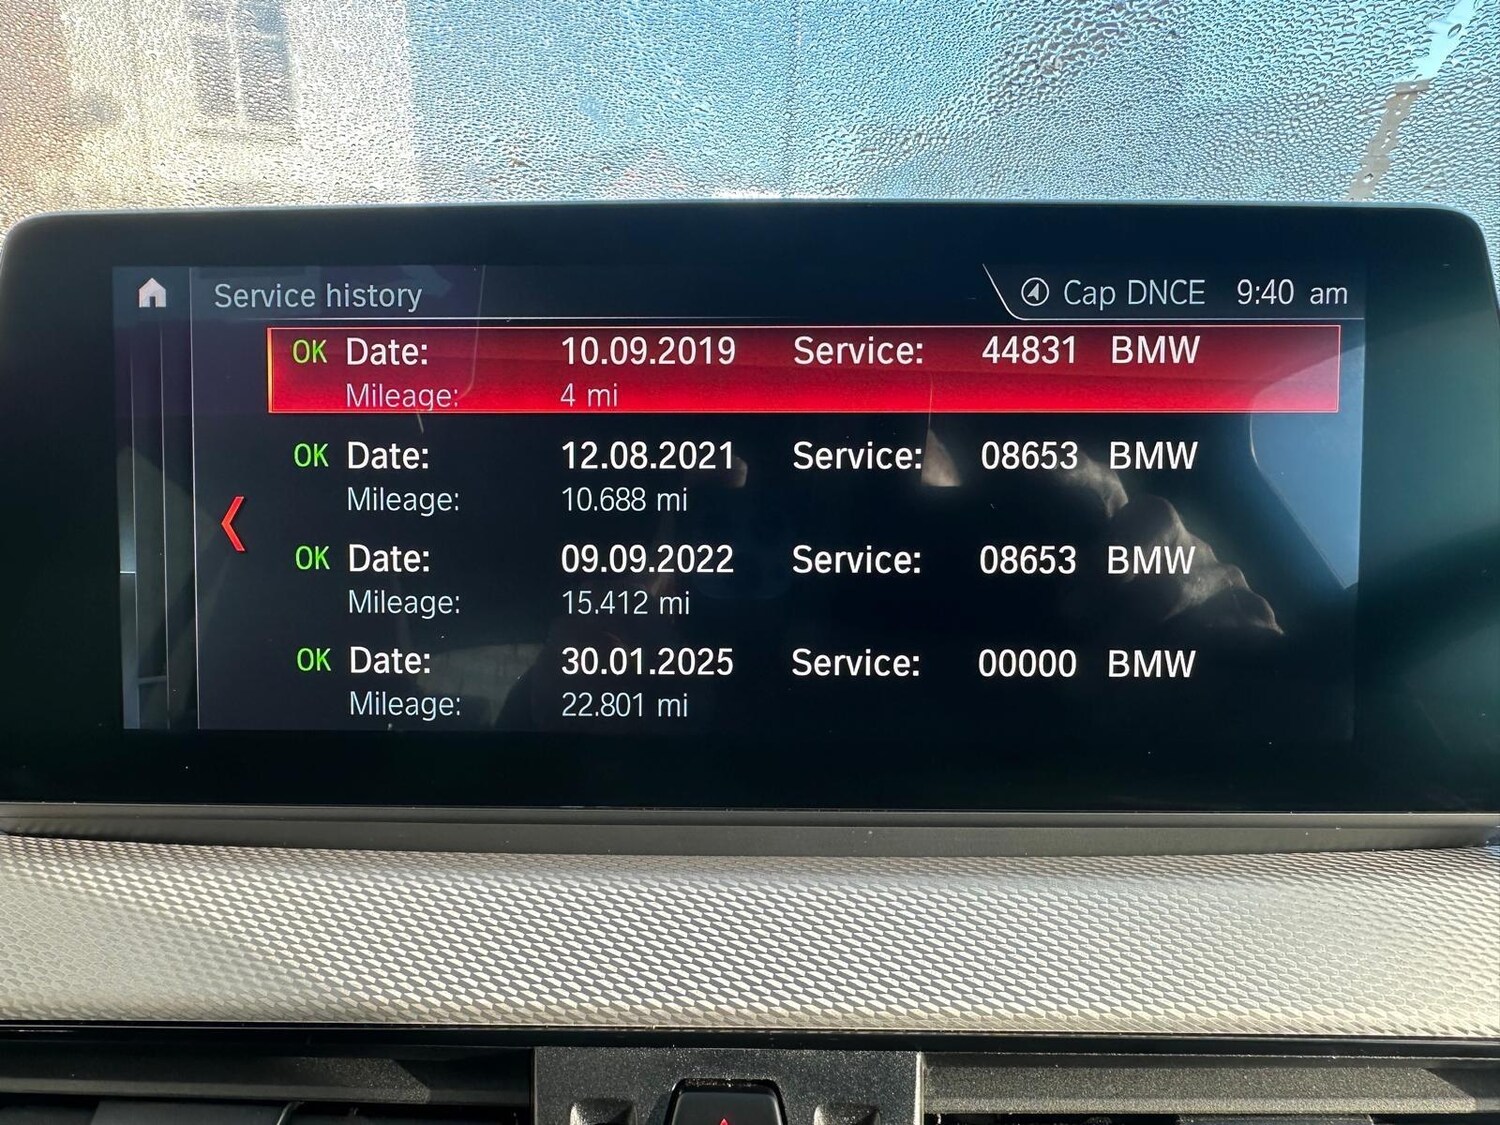 Service history Cap DNCE 9:40 am
OK Date: 10.09.2019 Service: 44831 BMW
Mileage: 4 mi
OK Date: 12.08.2021 Service: 08653 BMW
Mileage: 10.688 mi
OK Date: 09.09.2022 Service: 08653 BMW
Mileage: 15.412 mi
OK Date: 30.01.2025 Service: 00000 BMW
Mileage: 22.801 mi